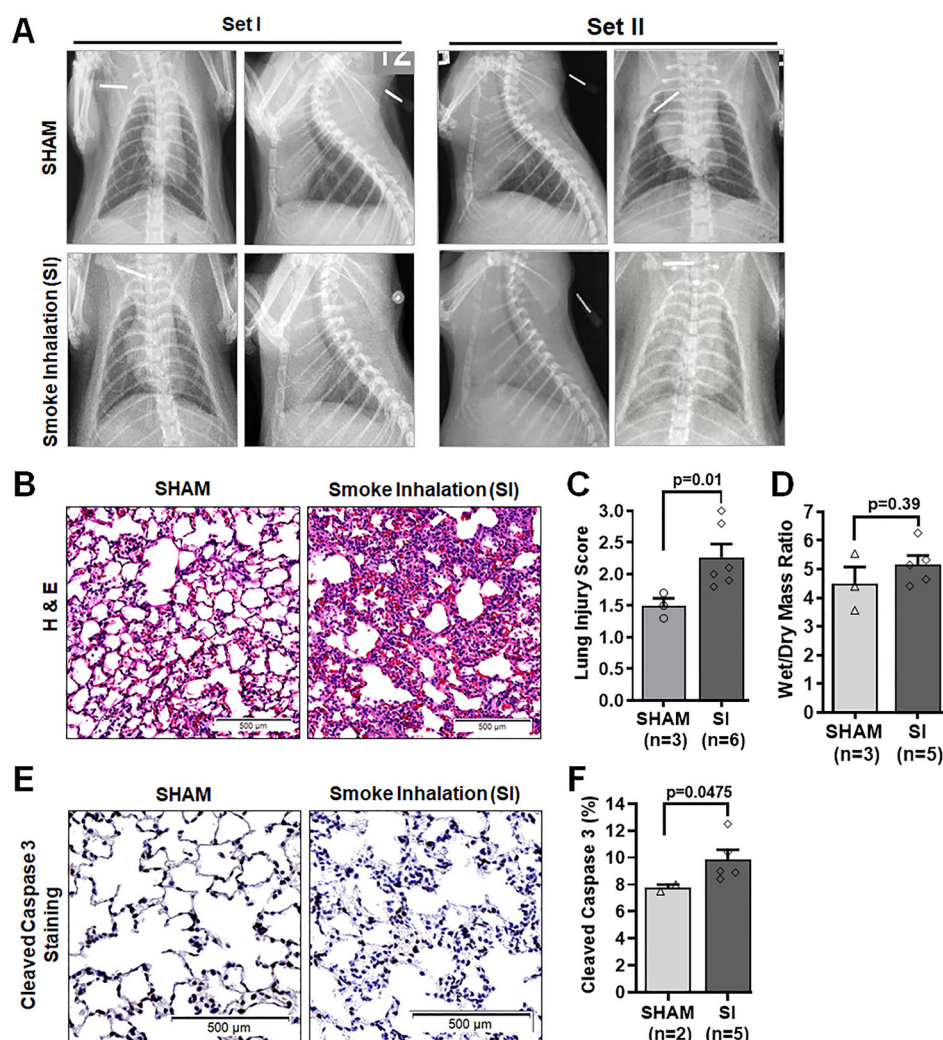 A
Set I
Set II
SHAM
12
Smoke Inhalation (SI)
B
SHAM
Smoke Inhalation (SI)
H & E
500 µm
500 µm
C
p=0.01
Lung Injury Score
3.0
2.5
2.0
1.5
1.0
0.5
0.0
SHAM
SI
(n=3)
(n=6)
D
p=0.39
Wet/Dry Mass Ratio
7
6
5
4
3
2
1
0
SHAM
SI
(n=3)
(n=5)
E
SHAM
Smoke Inhalation (SI)
Cleaved Caspase 3
Staining
500 µm
500 µm
F
p=0.0475
Cleaved Caspase 3 (%)
14
12
10
8
6
4
2
0
SHAM
SI
(n=2)
(n=5)